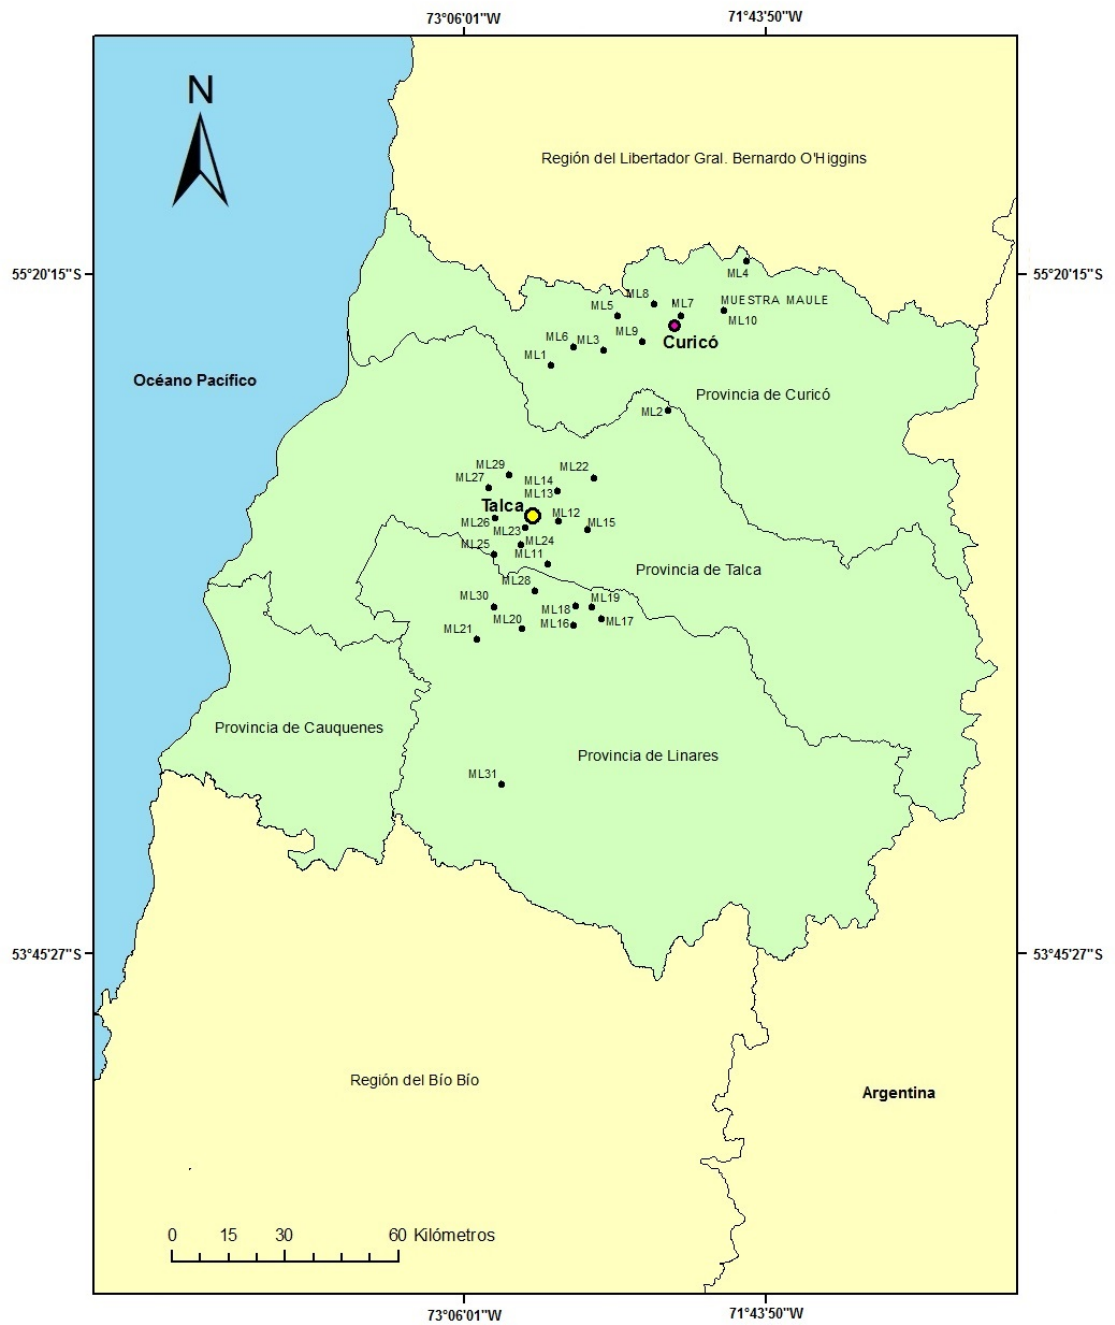 73°06'01"W
71°43'50"W
N
Región del Libertador Gral. Bernardo O'Higgins
55°20'15"S
55°20'15"S
ML4
MUESTRA MAULE
ML8
ML5
ML7
ML10
ML9
Curicó
ML6
ML3
ML1
Océano Pacífico
Provincia de Curicó
ML2
ML29
ML22
ML27
ML14
ML13
Talca
ML26
ML12
ML23
ML15
ML24
ML25
ML11
Provincia de Talca
ML28
ML30
ML19
ML18
ML20
ML16
ML17
ML21
Provincia de Cauquenes
Provincia de Linares
ML31
53°45'27"S
53°45'27"S
Región del Bío Bío
Argentina
0 15 30 60 Kilómetros
73°06'01"W
71°43'50"W